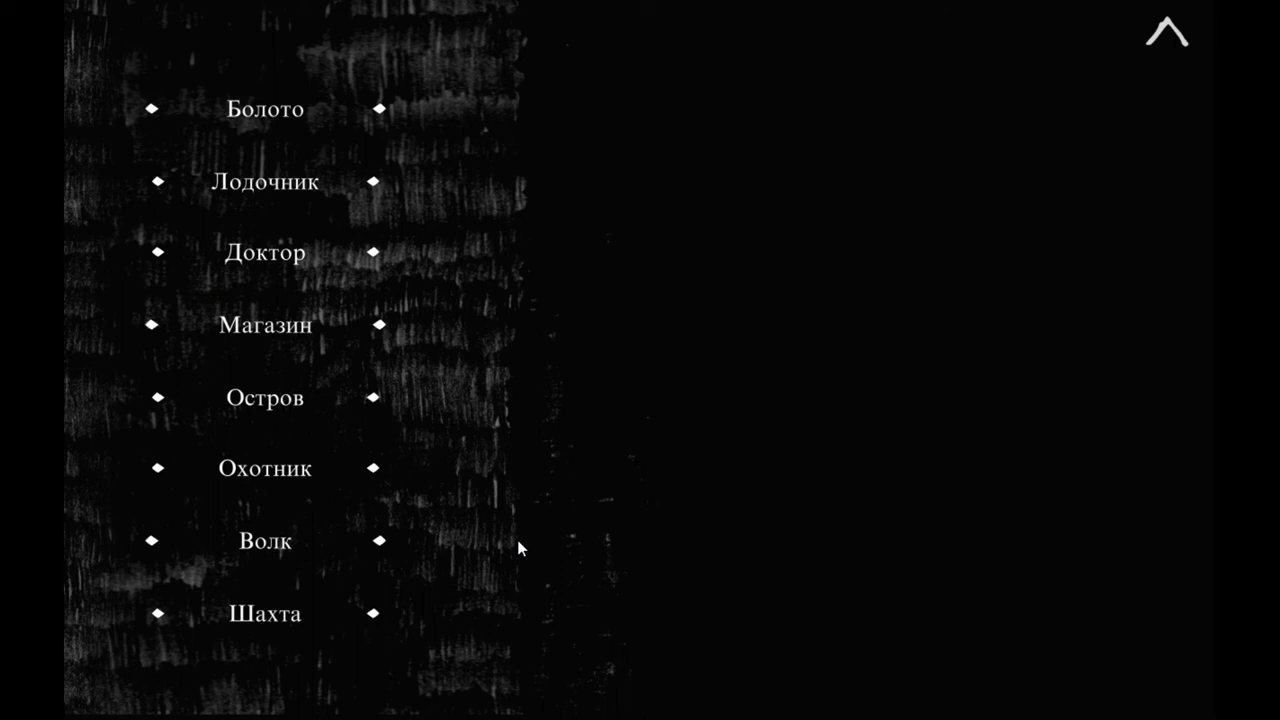 Болото
Лодочник
Доктор
Магазин
Остров
Охотник
Волк
Шахта